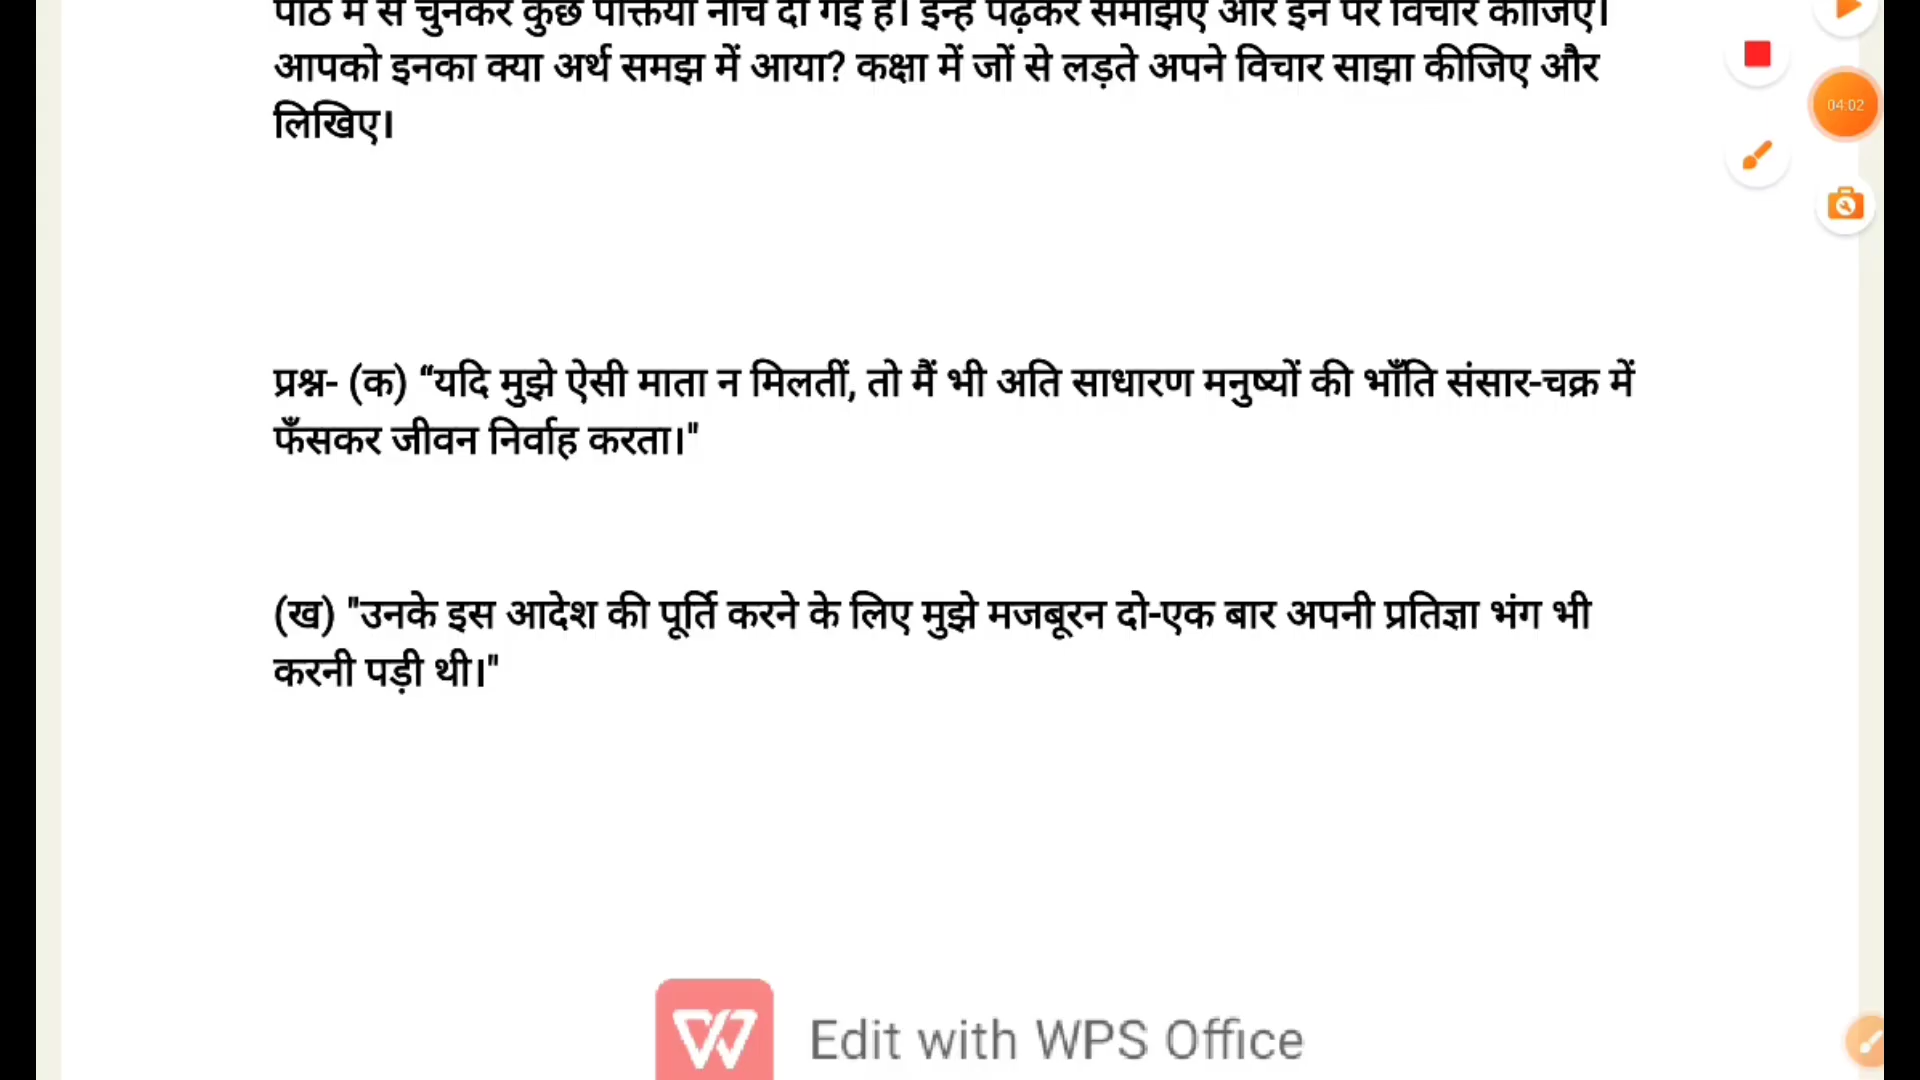 पाठ में से चुनकर कुछ पंक्तियाँ नीचे दी गई हैं। इन्हें पढ़कर समझिए और इन पर विचार कीजिए।
आपको इनका क्या अर्थ समझ में आया? कक्षा में जों से लड़ते अपने विचार साझा कीजिए और
लिखिए।
04:02
प्रश्न- (क) “यदि मुझे ऐसी माता न मिलतीं, तो मैं भी अति साधारण मनुष्यों की भाँति संसार-चक्र में
फँसकर जीवन निर्वाह करता।"
(ख) "उनके इस आदेश की पूर्ति करने के लिए मुझे मजबूरन दो-एक बार अपनी प्रतिज्ञा भंग भी
करनी पड़ी थी।"
Edit with WPS Office